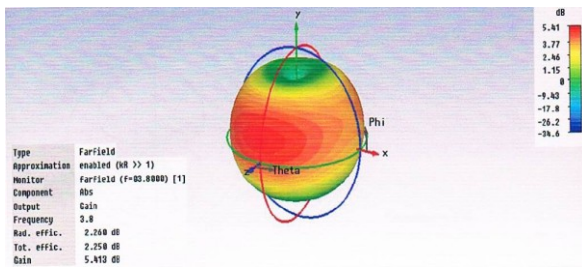 y
dB
5.41
3.77
2.46
1.15
0
-9.43
-17.8
-26.2
-34.6
Phi
x
z
Theta
Type Farfield
Approximation enabled (kR >> 1)
Monitor farfield (f=03.8000) [1]
Component Abs
Output Gain
Frequency 3.8
Rad. effic. 2.260 dB
Tot. effic. 2.250 dB
Gain 5.413 dB